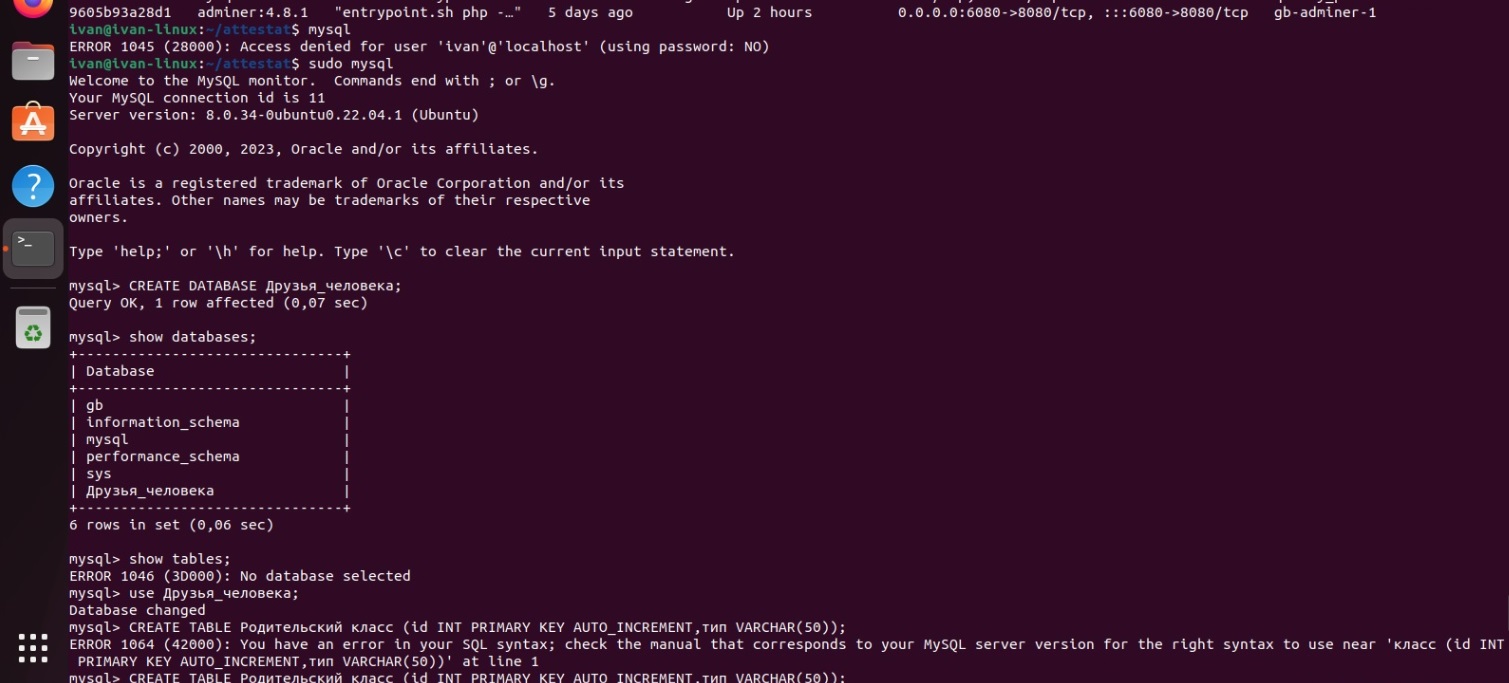 9605b93a28d1   adminer:4.8.1   "entrypoint.sh php -…"   5 days ago           Up 2 hours          0.0.0.0:6080->8080/tcp, :::6080->8080/tcp   gb-adminer-1
ivan@ivan-linux:~/attestat$ mysql
ERROR 1045 (28000): Access denied for user 'ivan'@'localhost' (using password: NO)
ivan@ivan-linux:~/attestat$ sudo mysql
Welcome to the MySQL monitor.  Commands end with ; or \g.
Your MySQL connection id is 11
Server version: 8.0.34-0ubuntu0.22.04.1 (Ubuntu)
Copyright (c) 2000, 2023, Oracle and/or its affiliates.
Oracle is a registered trademark of Oracle Corporation and/or its
affiliates. Other names may be trademarks of their respective
owners.
Type 'help;' or '\h' for help. Type '\c' to clear the current input statement.
mysql> CREATE DATABASE Друзья_человека;
Query OK, 1 row affected (0,07 sec)
mysql> show databases;
+-------------------------------+
| Database                      |
+-------------------------------+
| gb                            |
| information_schema            |
| mysql                         |
| performance_schema            |
| sys                           |
| Друзья_человека               |
+-------------------------------+
6 rows in set (0,06 sec)
mysql> show tables;
ERROR 1046 (3D000): No database selected
mysql> use Друзья_человека;
Database changed
mysql> CREATE TABLE Родительский класс (id INT PRIMARY KEY AUTO_INCREMENT,тип VARCHAR(50));
ERROR 1064 (42000): You have an error in your SQL syntax; check the manual that corresponds to your MySQL server version for the right syntax to use near 'класс (id INT
 PRIMARY KEY AUTO_INCREMENT,тип VARCHAR(50))' at line 1
mysql> CREATE TABLE Родительский класс (id INT PRIMARY KEY AUTO_INCREMENT,тип VARCHAR(50));